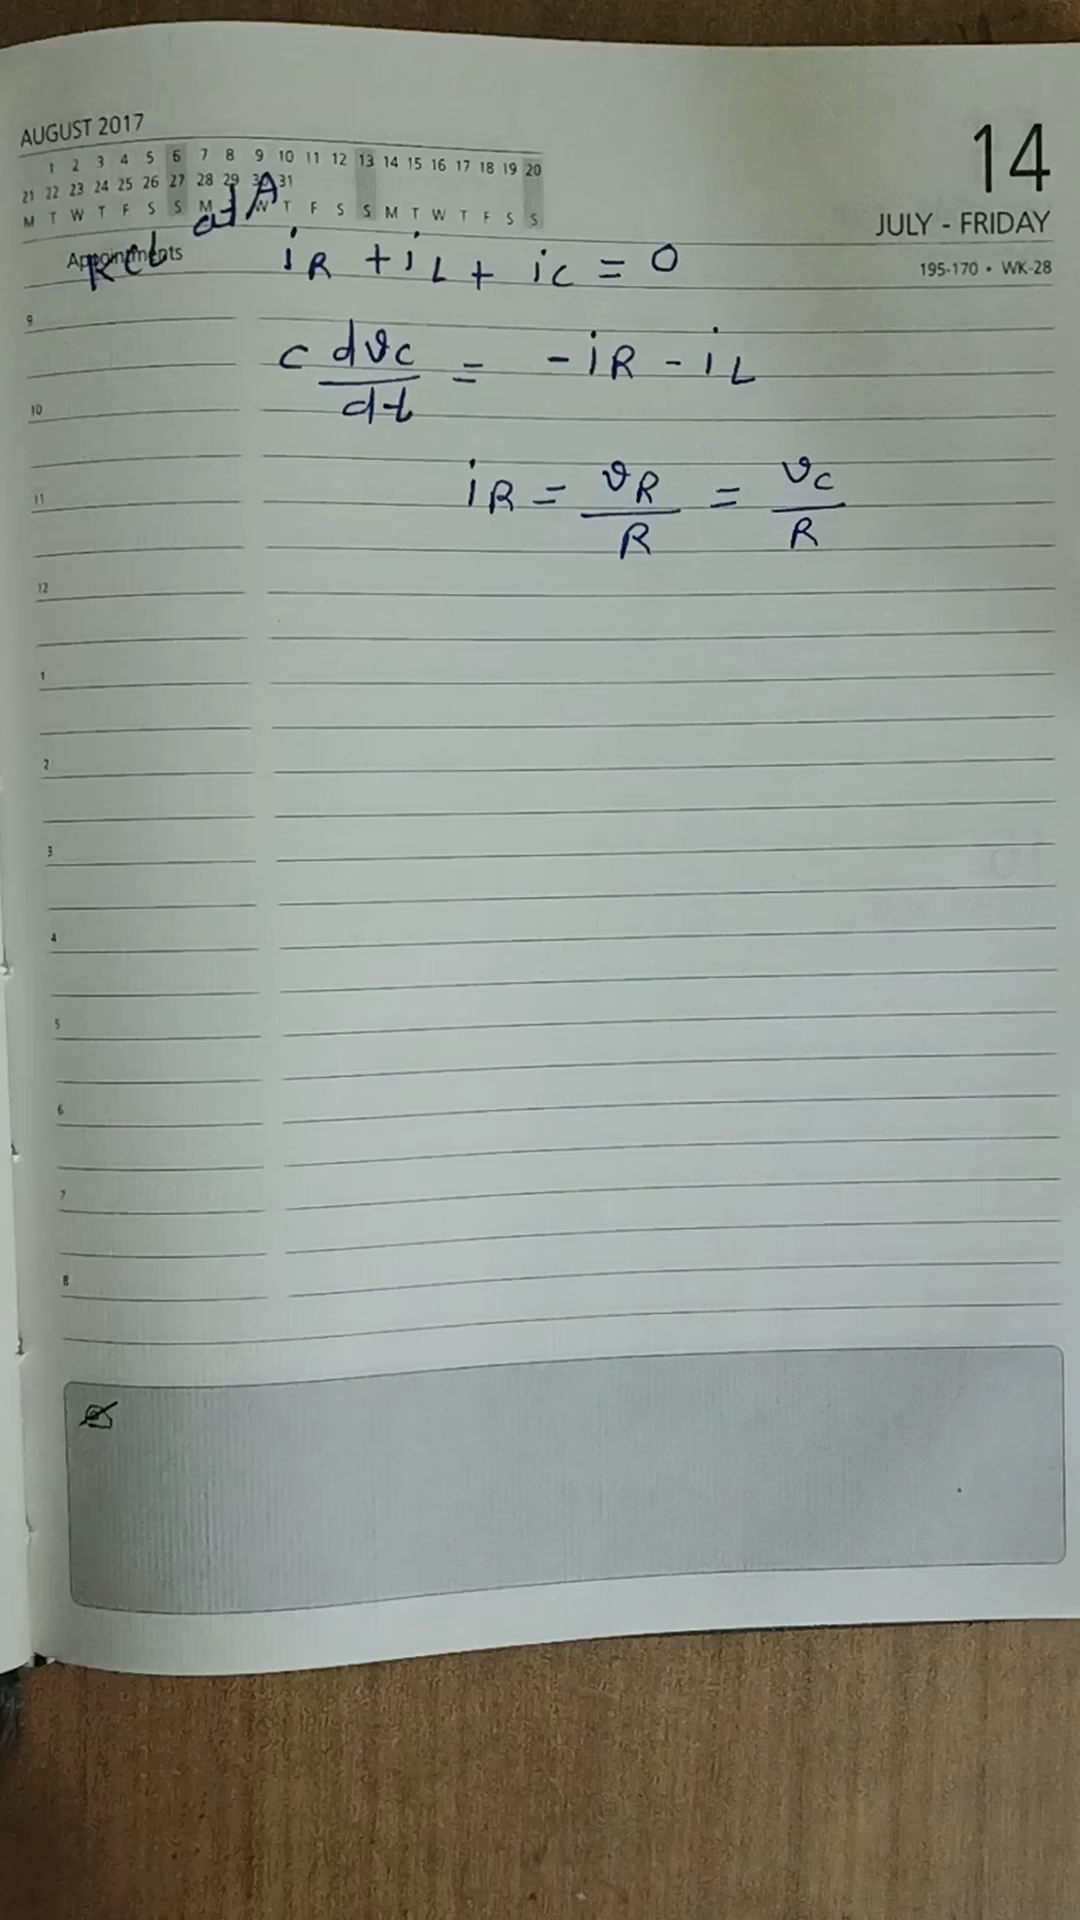 AUGUST 2017
1 2 3 4 5 6 7 8 9 10 11 12 13 14 15 16 17 18 19 20
21 22 23 24 25 26 27 28 29 30 31
M T W T F S S M W T F S S M T W T F S S
14
JULY - FRIDAY
195-170 • WK-28
Appointments
KCL at A
iR + iL + iC = 0
C dvC/dt = -iR - iL
iR = vR/R = vC/R
9
10
11
12
1
2
3
4
5
6
7
8